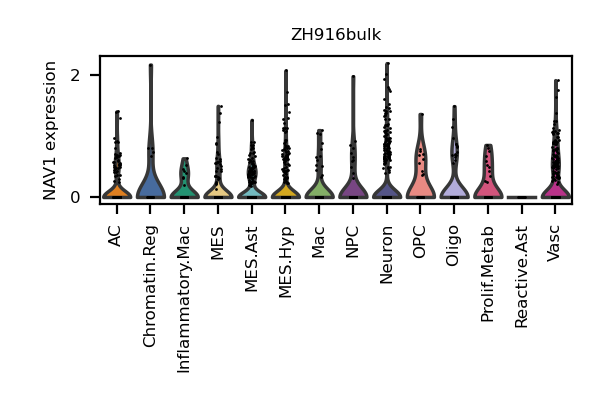 ZH916bulk
NAV1 expression
2
0
AC
Chromatin.Reg
Inflammatory.Mac
MES
MES.Ast
MES.Hyp
Mac
NPC
Neuron
OPC
Oligo
Prolif.Metab
Reactive.Ast
Vasc